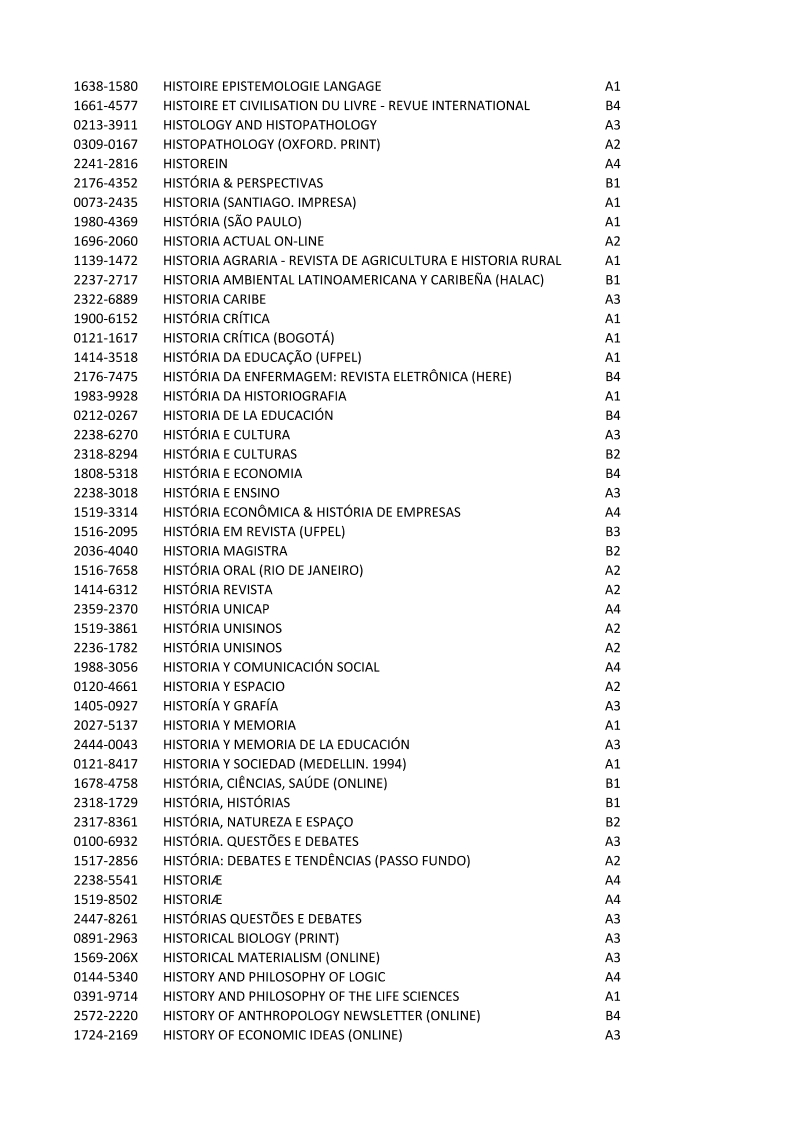 1638-1580 HISTOIRE EPISTEMOLOGIE LANGAGE A1
1661-4577 HISTOIRE ET CIVILISATION DU LIVRE - REVUE INTERNATIONAL B4
0213-3911 HISTOLOGY AND HISTOPATHOLOGY A3
0309-0167 HISTOPATHOLOGY (OXFORD. PRINT) A2
2241-2816 HISTOREIN A4
2176-4352 HISTÓRIA & PERSPECTIVAS B1
0073-2435 HISTORIA (SANTIAGO. IMPRESA) A1
1980-4369 HISTÓRIA (SÃO PAULO) A1
1696-2060 HISTORIA ACTUAL ON-LINE A2
1139-1472 HISTORIA AGRARIA - REVISTA DE AGRICULTURA E HISTORIA RURAL A1
2237-2717 HISTORIA AMBIENTAL LATINOAMERICANA Y CARIBEÑA (HALAC) B1
2322-6889 HISTORIA CARIBE A3
1900-6152 HISTÓRIA CRÍTICA A1
0121-1617 HISTORIA CRÍTICA (BOGOTÁ) A1
1414-3518 HISTÓRIA DA EDUCAÇÃO (UFPEL) A1
2176-7475 HISTÓRIA DA ENFERMAGEM: REVISTA ELETRÔNICA (HERE) B4
1983-9928 HISTÓRIA DA HISTORIOGRAFIA A1
0212-0267 HISTORIA DE LA EDUCACIÓN B4
2238-6270 HISTÓRIA E CULTURA A3
2318-8294 HISTÓRIA E CULTURAS B2
1808-5318 HISTÓRIA E ECONOMIA B4
2238-3018 HISTÓRIA E ENSINO A3
1519-3314 HISTÓRIA ECONÔMICA & HISTÓRIA DE EMPRESAS A4
1516-2095 HISTÓRIA EM REVISTA (UFPEL) B3
2036-4040 HISTORIA MAGISTRA B2
1516-7658 HISTÓRIA ORAL (RIO DE JANEIRO) A2
1414-6312 HISTÓRIA REVISTA A2
2359-2370 HISTÓRIA UNICAP A4
1519-3861 HISTÓRIA UNISINOS A2
2236-1782 HISTÓRIA UNISINOS A2
1988-3056 HISTORIA Y COMUNICACIÓN SOCIAL A4
0120-4661 HISTORIA Y ESPACIO A2
1405-0927 HISTORÍA Y GRAFÍA A3
2027-5137 HISTORIA Y MEMORIA A1
2444-0043 HISTORIA Y MEMORIA DE LA EDUCACIÓN A3
0121-8417 HISTORIA Y SOCIEDAD (MEDELLIN. 1994) A1
1678-4758 HISTÓRIA, CIÊNCIAS, SAÚDE (ONLINE) B1
2318-1729 HISTÓRIA, HISTÓRIAS B1
2317-8361 HISTÓRIA, NATUREZA E ESPAÇO B2
0100-6932 HISTÓRIA. QUESTÕES E DEBATES A3
1517-2856 HISTÓRIA: DEBATES E TENDÊNCIAS (PASSO FUNDO) A2
2238-5541 HISTORIÆ A4
1519-8502 HISTORIÆ A4
2447-8261 HISTÓRIAS QUESTÕES E DEBATES A3
0891-2963 HISTORICAL BIOLOGY (PRINT) A3
1569-206X HISTORICAL MATERIALISM (ONLINE) A3
0144-5340 HISTORY AND PHILOSOPHY OF LOGIC A4
0391-9714 HISTORY AND PHILOSOPHY OF THE LIFE SCIENCES A1
2572-2220 HISTORY OF ANTHROPOLOGY NEWSLETTER (ONLINE) B4
1724-2169 HISTORY OF ECONOMIC IDEAS (ONLINE) A3